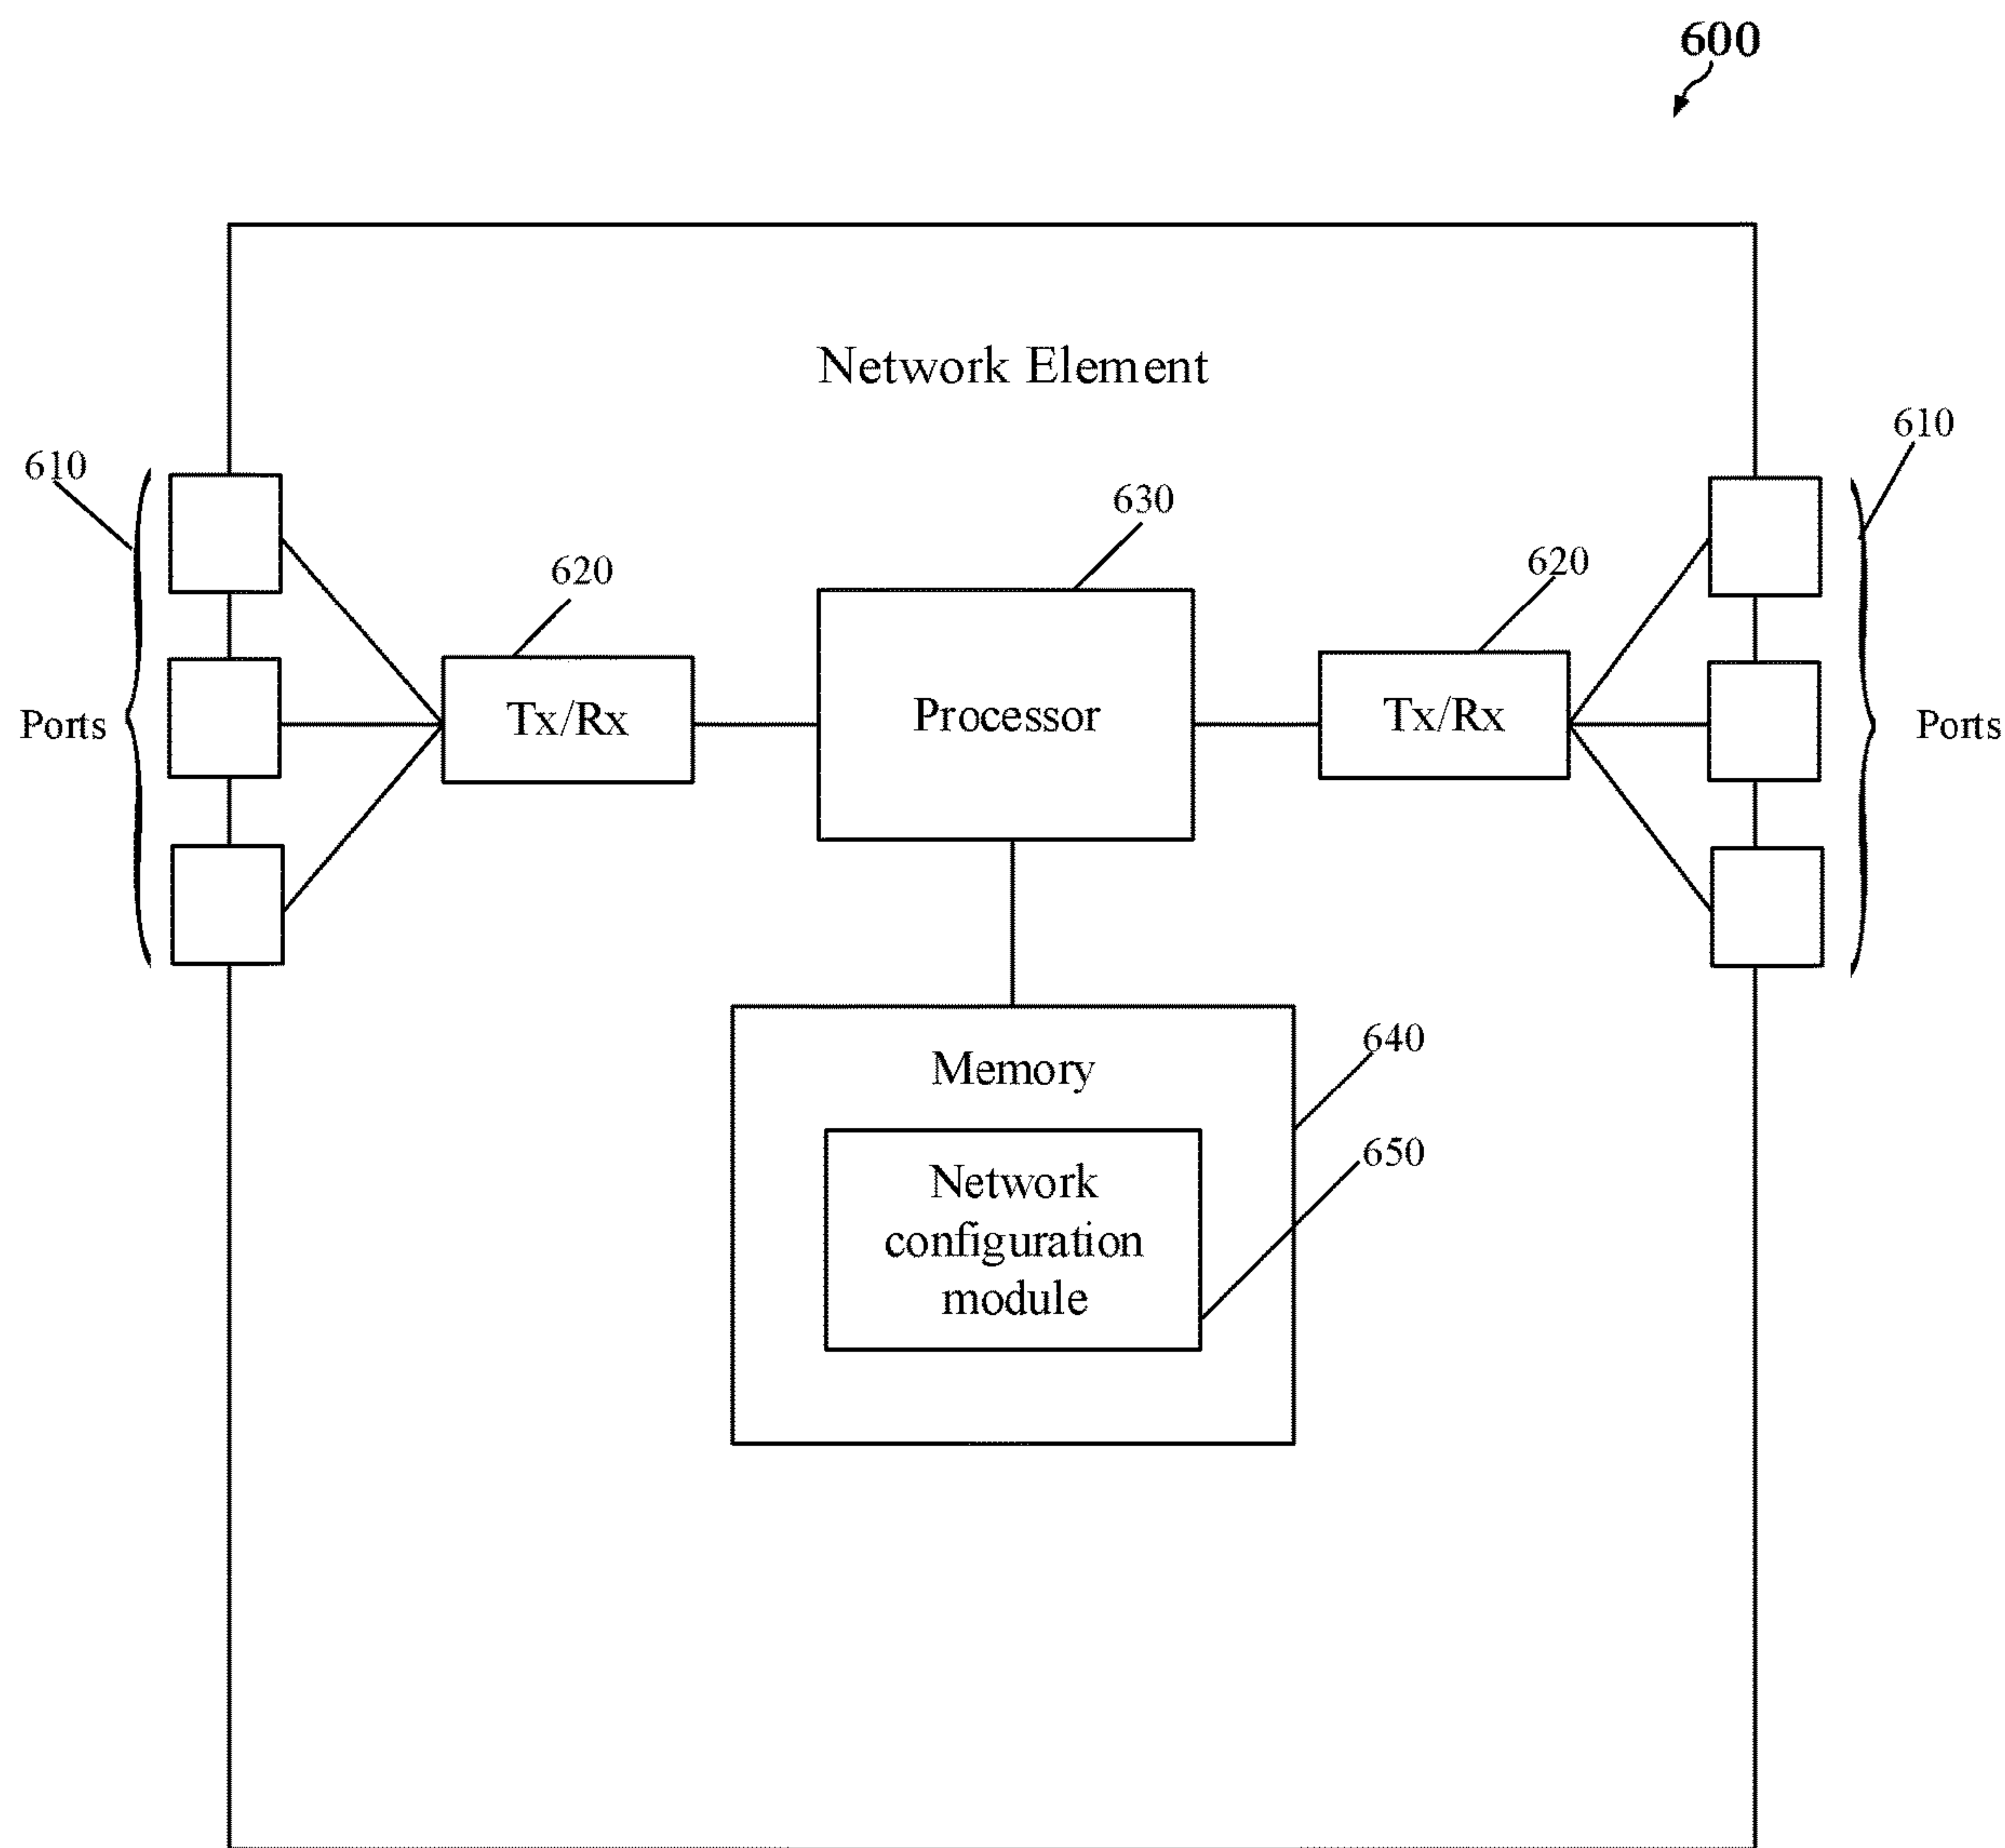 600
Network Element
610
610
630
620
620
Tx/Rx
Processor
Tx/Rx
Ports
Ports
640
Memory
650
Network
configuration
module